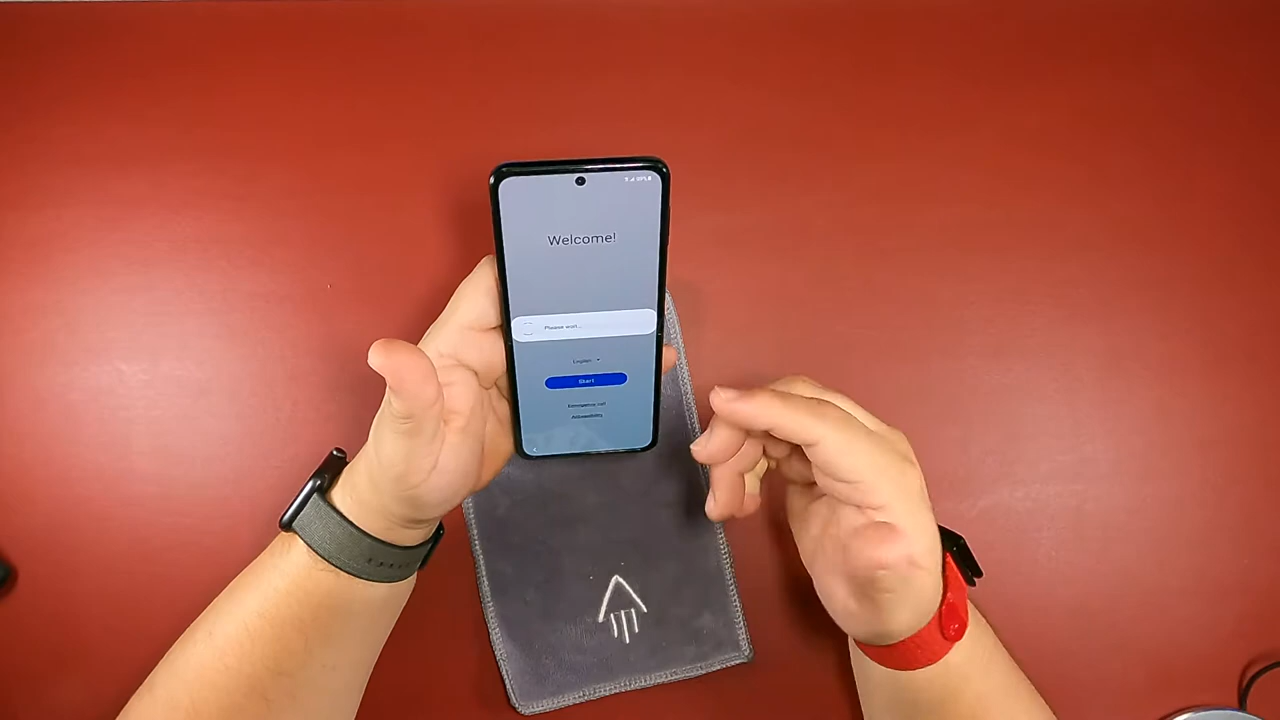 Welcome!
Please wait...
English
Start
Emergency call
Accessibility